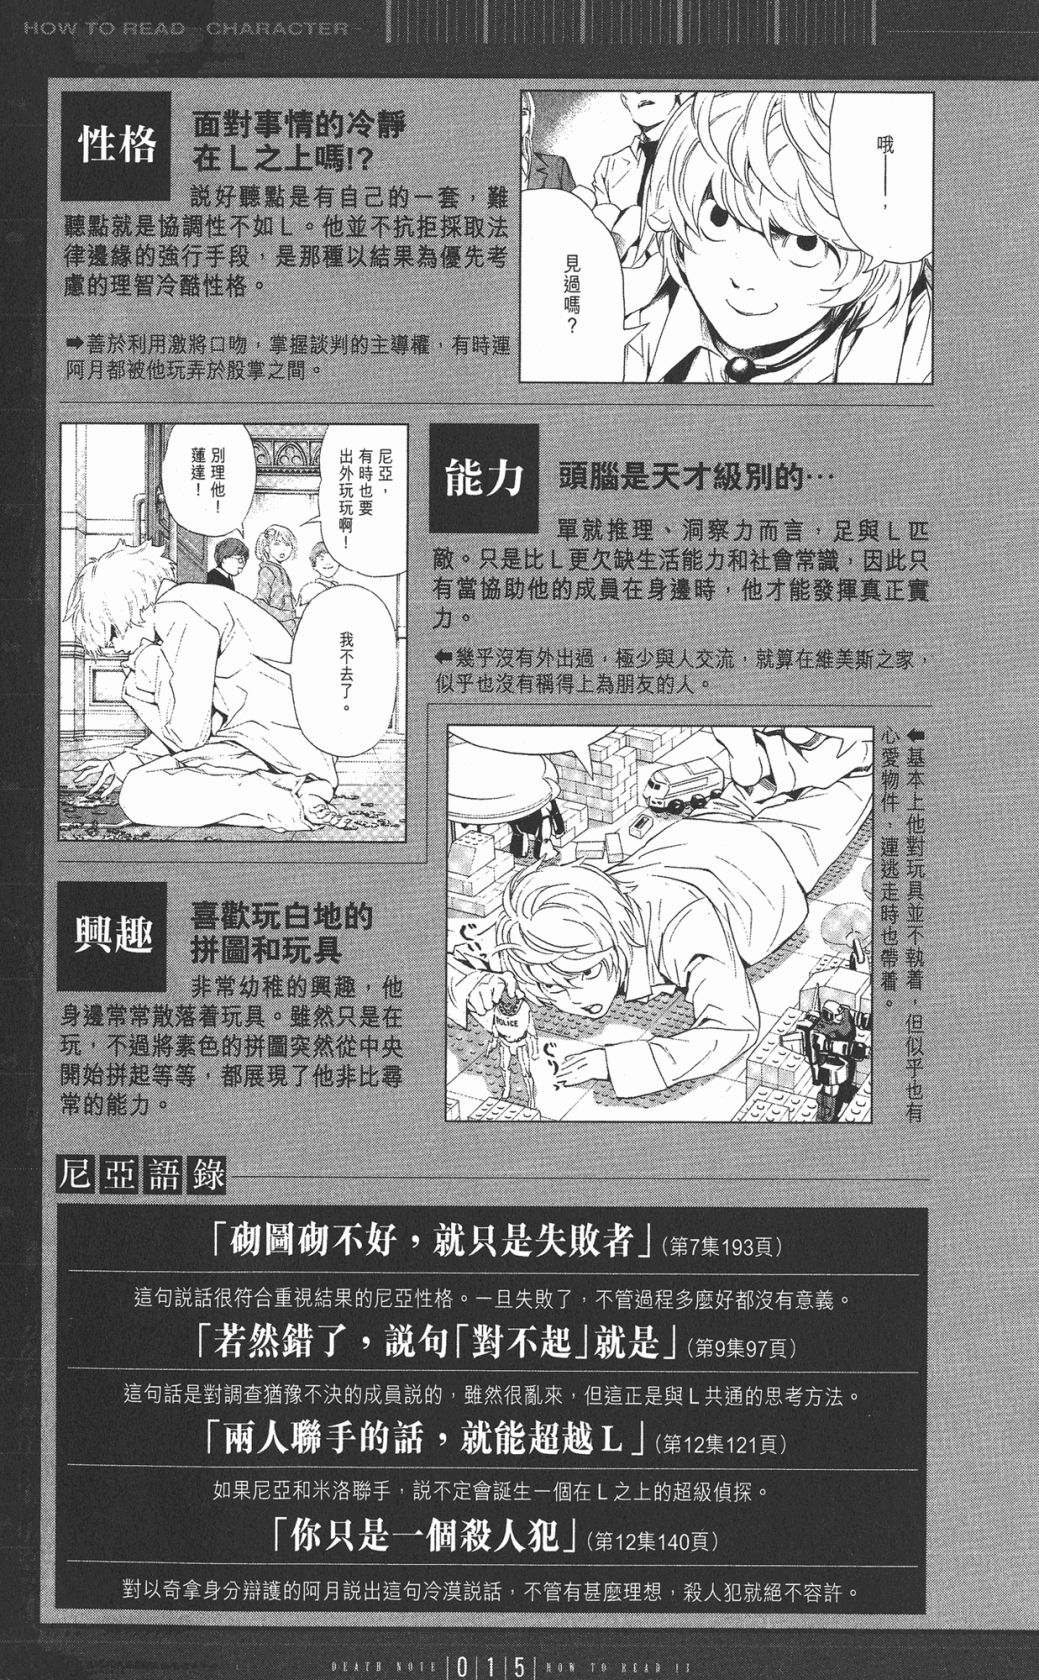 HOW TO READ -CHARACTER-
性格
面對事情的冷靜
在L之上嗎!?
説好聽點是有自己的一套，難
聽點就是協調性不如L。他並不抗拒採取法
律邊緣的強行手段，是那種以結果為優先考
慮的理智冷酷性格。
➡善於利用激將口吻，掌握談判的主導權，有時連
阿月都被他玩弄於股掌之間。
哦——，
見過嗎？
尼亞，
有時也要
出外玩玩啊！
別理他！
蓮達！
我不去了。
能力
頭腦是天才級別的…
單就推理、洞察力而言，足與L匹
敵。只是比L更欠缺生活能力和社會常識，因此只
有當協助他的成員在身邊時，他才能發揮真正實
力。
⬅幾乎沒有外出過，極少與人交流，就算在維美斯之家，
似乎也沒有稱得上為朋友的人。
⬅基本上他對玩具並不執着，但似乎也有
心愛物件，連逃走時也帶着。
ぐりっ
POLICE
ぐりっ
興趣
喜歡玩白地的
拼圖和玩具
非常幼稚的興趣，他
身邊常常散落着玩具。雖然只是在
玩，不過將素色的拼圖突然從中央
開始拼起等等，都展現了他非比尋
常的能力。
尼亞語錄
「砌圖砌不好，就只是失敗者」(第7集193頁)
這句説話很符合重視結果的尼亞性格。一旦失敗了，不管過程多麼好都沒有意義。
「若然錯了，説句「對不起」就是」(第9集97頁)
這句話是對調查猶豫不決的成員説的，雖然很亂來，但這正是與L共通的思考方法。
「兩人聯手的話，就能超越L」(第12集121頁)
如果尼亞和米洛聯手，説不定會誕生一個在L之上的超級偵探。
「你只是一個殺人犯」(第12集140頁)
對以奇拿身分辯護的阿月説出這句冷漠説話，不管有甚麼理想，殺人犯就絕不容許。
DEATH NOTE |0|1|5| HOW TO READ 13